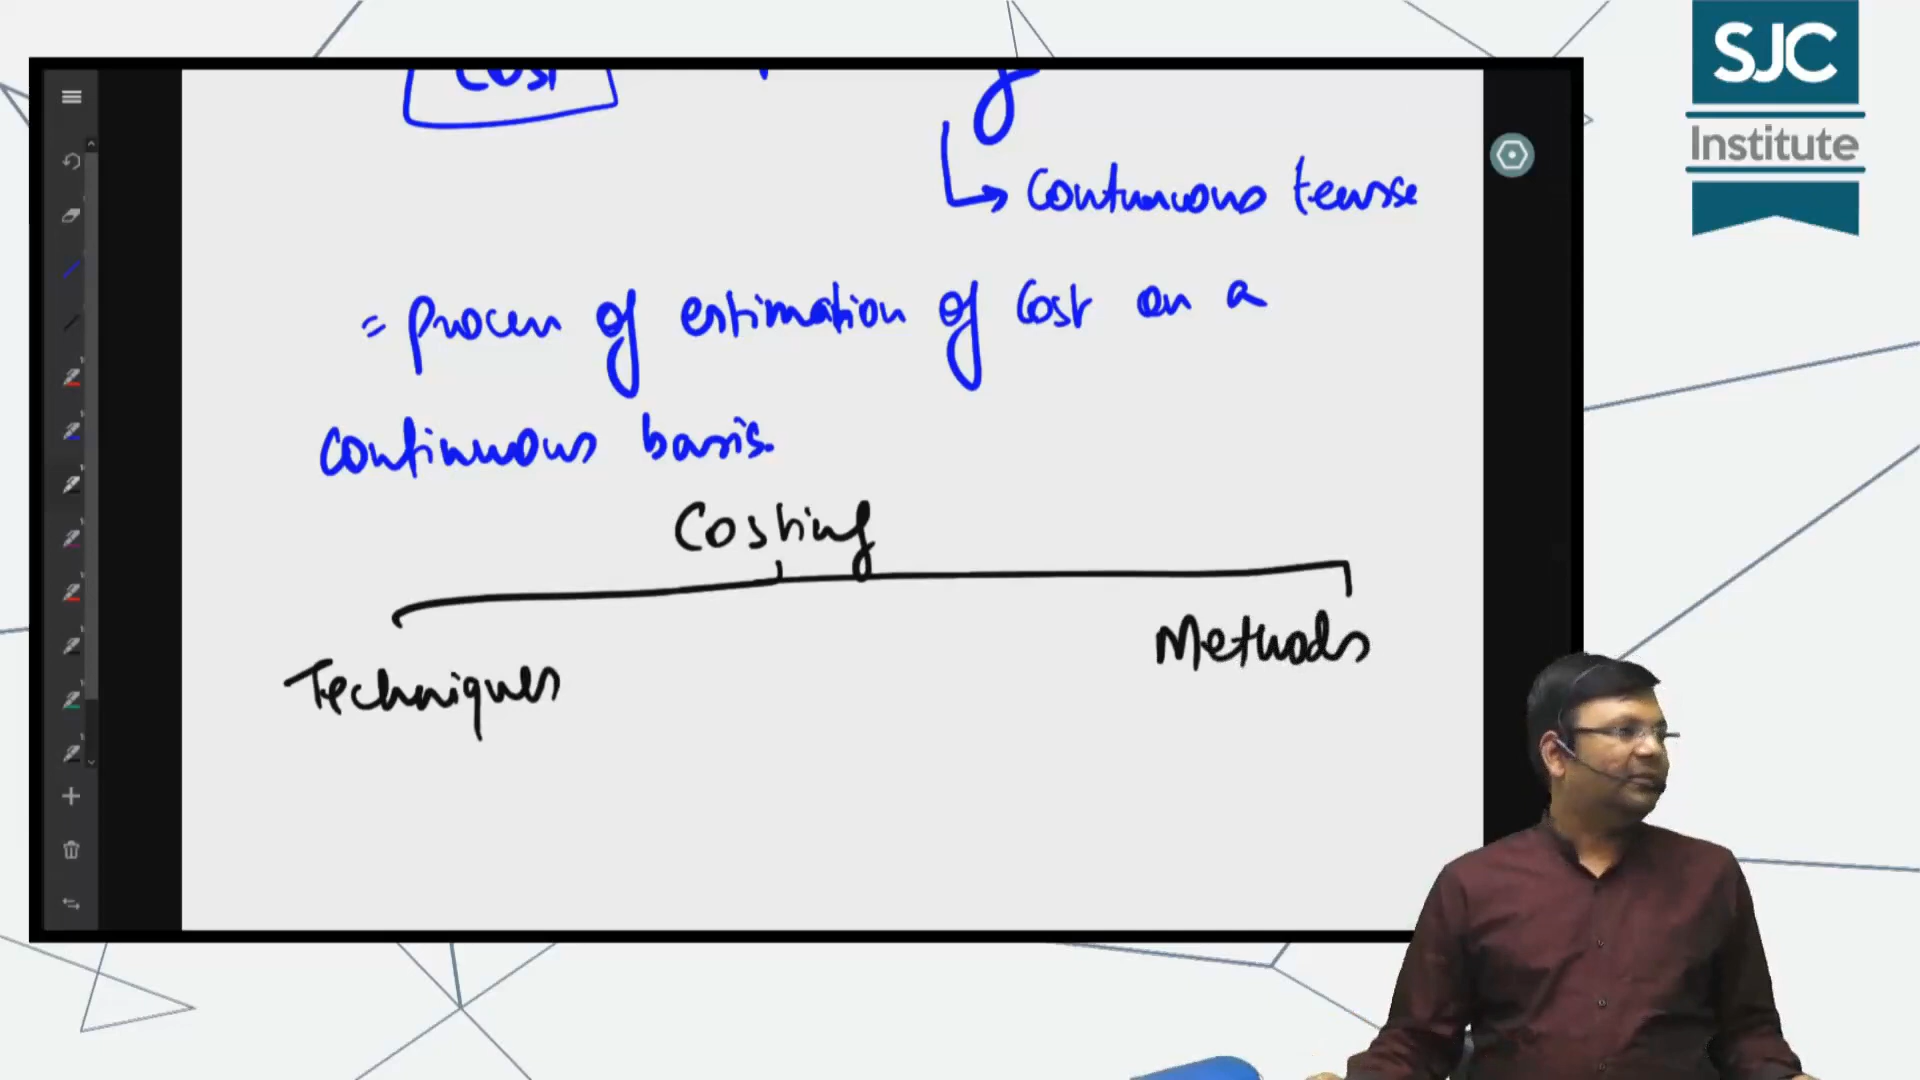 SJC
Institute
Cost
continuous tense
= process of estimation of cost on a
continuous basis.
Costing
Techniques
Methods